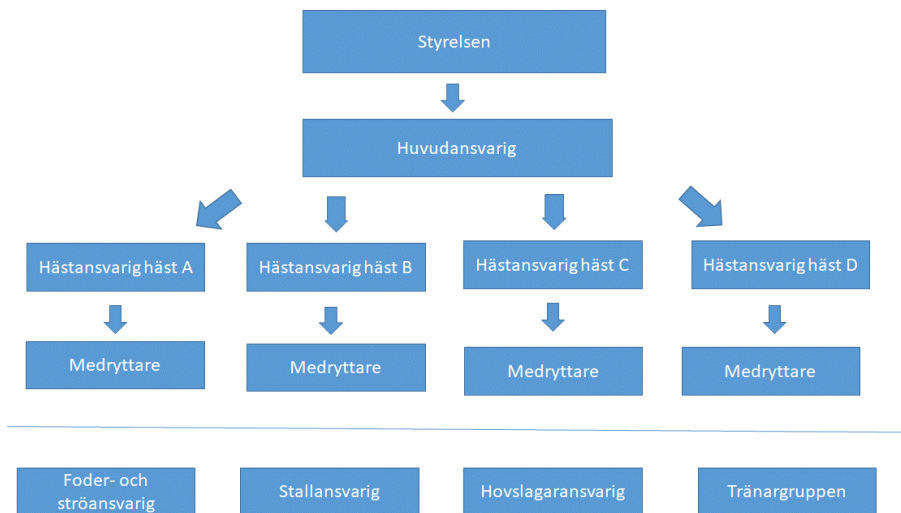 Styrelsen
Huvudansvarig
Hästansvarig häst A
Hästansvarig häst B
Hästansvarig häst C
Hästansvarig häst D
Medryttare
Medryttare
Medryttare
Medryttare
Foder- och
ströansvarig
Stallansvarig
Hovslagaransvarig
Tränargruppen